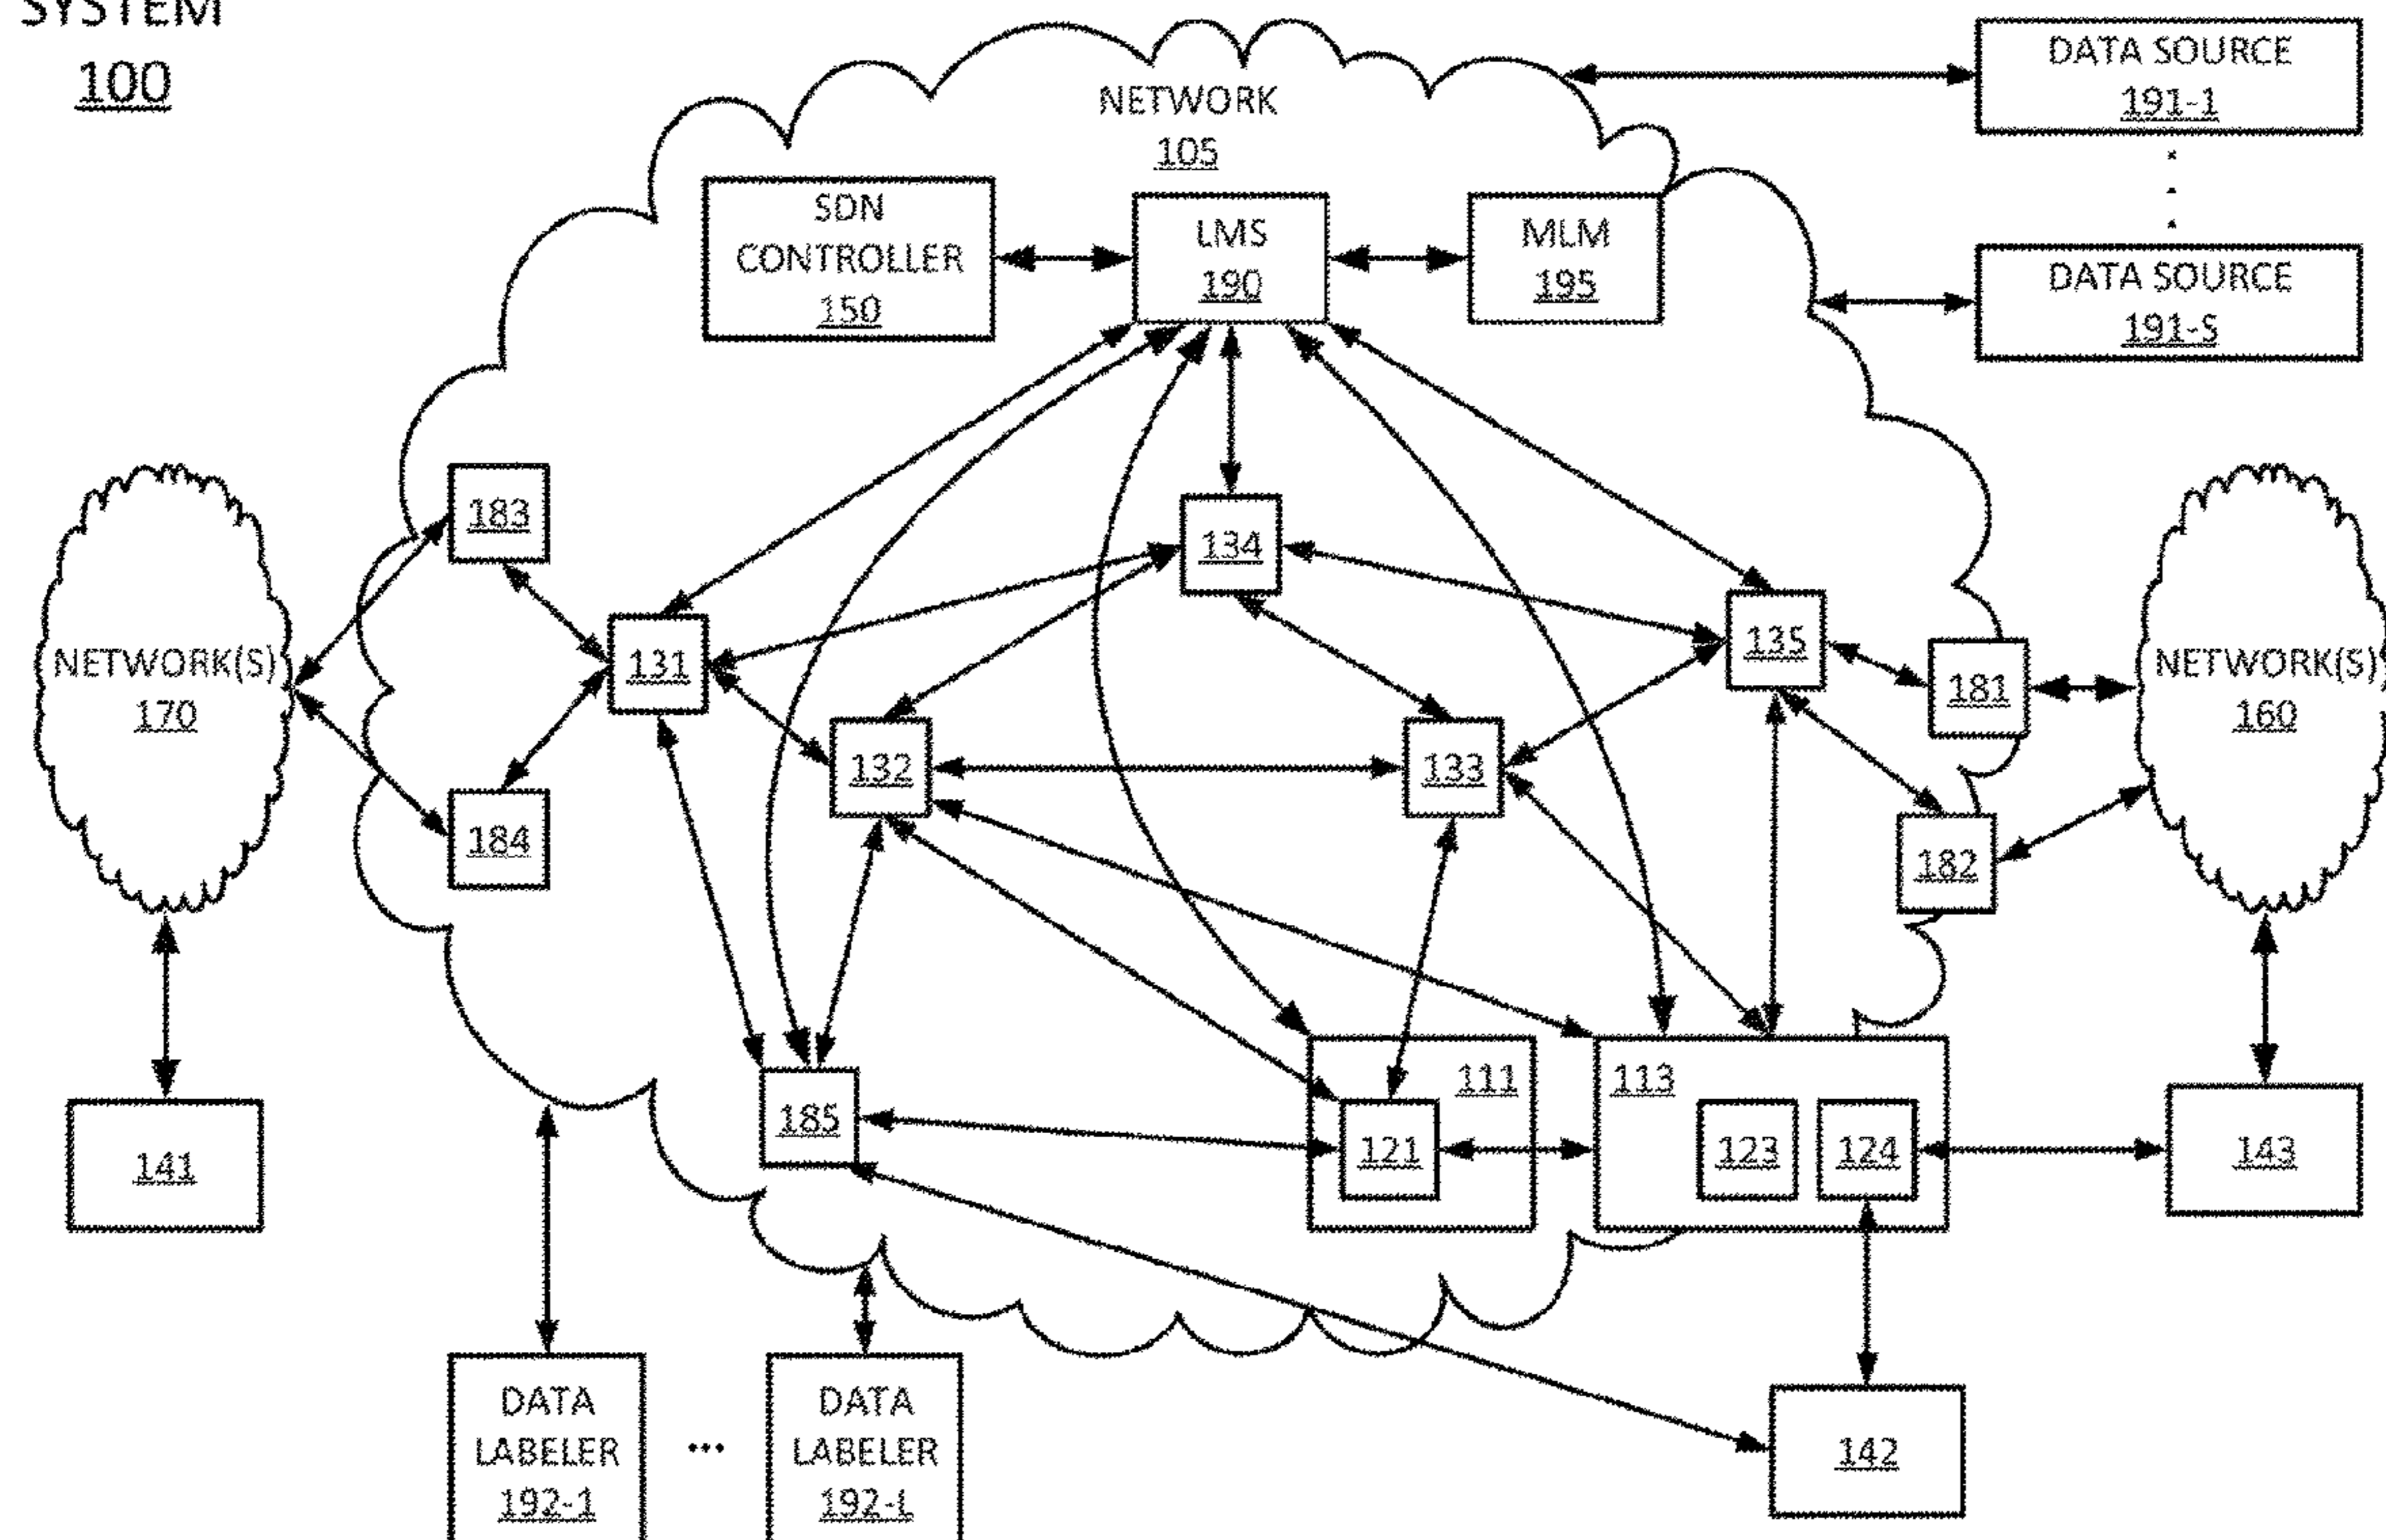 SYSTEM
100
NETWORK
105
DATA SOURCE
191-1
SDN
CONTROLLER
150
LMS
190
MLM
195
DATA SOURCE
191-S
183
134
NETWORK(S)
170
131
135
181
NETWORK(S)
160
184
132
133
182
111
113
185
121
123
124
141
143
DATA
LABELER
192-1
...
DATA
LABELER
192-L
142